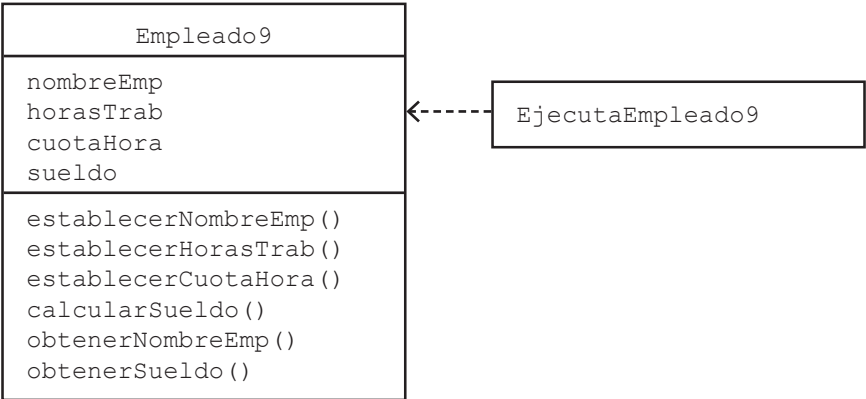 Empleado9
nombreEmp
horasTrab
cuotaHora
sueldo
establecerNombreEmp()
establecerHorasTrab()
establecerCuotaHora()
calcularSueldo()
obtenerNombreEmp()
obtenerSueldo()
EjecutaEmpleado9